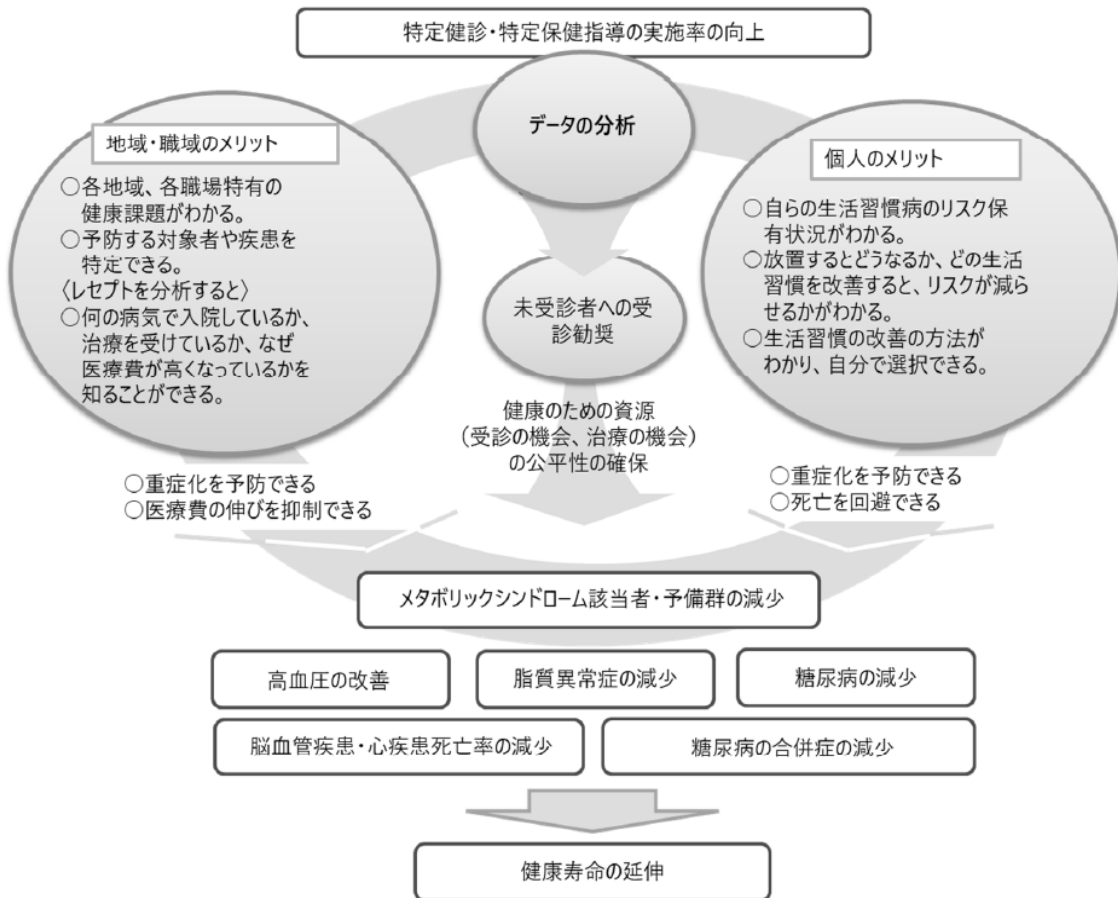 特定健診・特定保健指導の実施率の向上
データの分析
地域・職域のメリット
○各地域、各職場特有の
健康課題がわかる。
○予防する対象者や疾患を
特定できる。
〈レセプトを分析すると〉
○何の病気で入院しているか、
治療を受けているか、なぜ
医療費が高くなっているかを
知ることができる。
個人のメリット
○自らの生活習慣病のリスク保
有状況がわかる。
○放置するとどうなるか、どの生活
習慣を改善すると、リスクが減ら
せるかがわかる。
○生活習慣の改善の方法が
わかり、自分で選択できる。
未受診者への受
診勧奨
健康のための資源
（受診の機会、治療の機会）
の公平性の確保
○重症化を予防できる
○医療費の伸びを抑制できる
○重症化を予防できる
○死亡を回避できる
メタボリックシンドローム該当者・予備群の減少
高血圧の改善
脂質異常症の減少
糖尿病の減少
脳血管疾患・心疾患死亡率の減少
糖尿病の合併症の減少
健康寿命の延伸